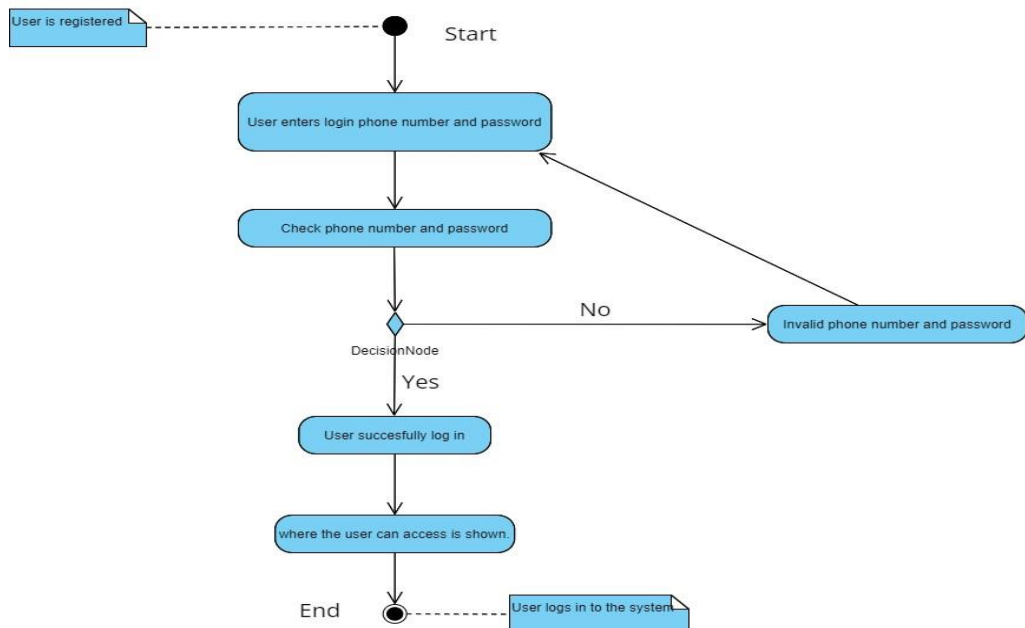 User is registered
Start
User enters login phone number and password
Check phone number and password
No
Invalid phone number and password
DecisionNode
Yes
User succesfully log in
where the user can access is shown.
End
User logs in to the system